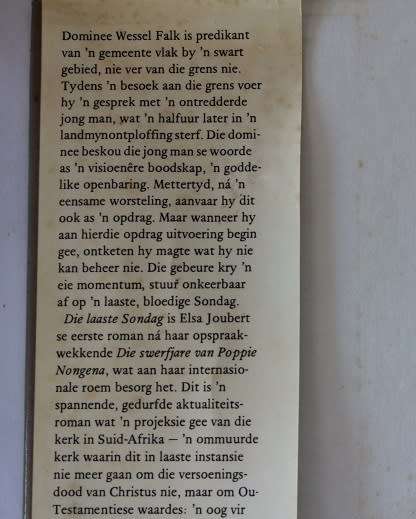 Dominee Wessel Falk is predikant
van 'n gemeente vlak by 'n swart
gebied, nie ver van die grens nie.
Tydens 'n besoek aan die grens voer
hy 'n gesprek met 'n ontredderde
jong man, wat 'n halfuur later in 'n
landmynontploffing sterf. Die domi-
nee beskou die jong man se woorde
as 'n visioenêre boodskap, 'n godde-
like openbaring. Mettertyd, ná 'n
eensame worsteling, aanvaar hy dit
ook as 'n opdrag. Maar wanneer hy
aan hierdie opdrag uitvoering begin
gee, ontketen hy magte wat hy nie
kan beheer nie. Die gebeure kry 'n
eie momentum, stuur onkeerbaar
af op 'n laaste, bloedige Sondag.
Die laaste Sondag is Elsa Joubert
se eerste roman ná haar opspraak-
wekkende Die swerfjare van Poppie
Nongena, wat aan haar internasio-
nale roem besorg het. Dit is 'n
spannende, gedurfde aktualiteits-
roman wat 'n projeksie gee van die
kerk in Suid-Afrika — 'n ommuurde
kerk waarin dit in laaste instansie
nie meer gaan om die versoenings-
dood van Christus nie, maar om Ou-
Testamentiese waardes: 'n oog vir